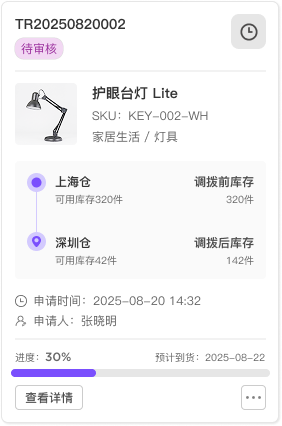 TR20250820002
待审核
护眼台灯 Lite
SKU：KEY-002-WH
家居生活 / 灯具
上海仓 调拨前库存
可用库存320件 320件
深圳仓 调拨后库存
可用库存42件 142件
申请时间：2025-08-20 14:32
申请人：张晓明
进度：30% 预计到货：2025-08-22
查看详情